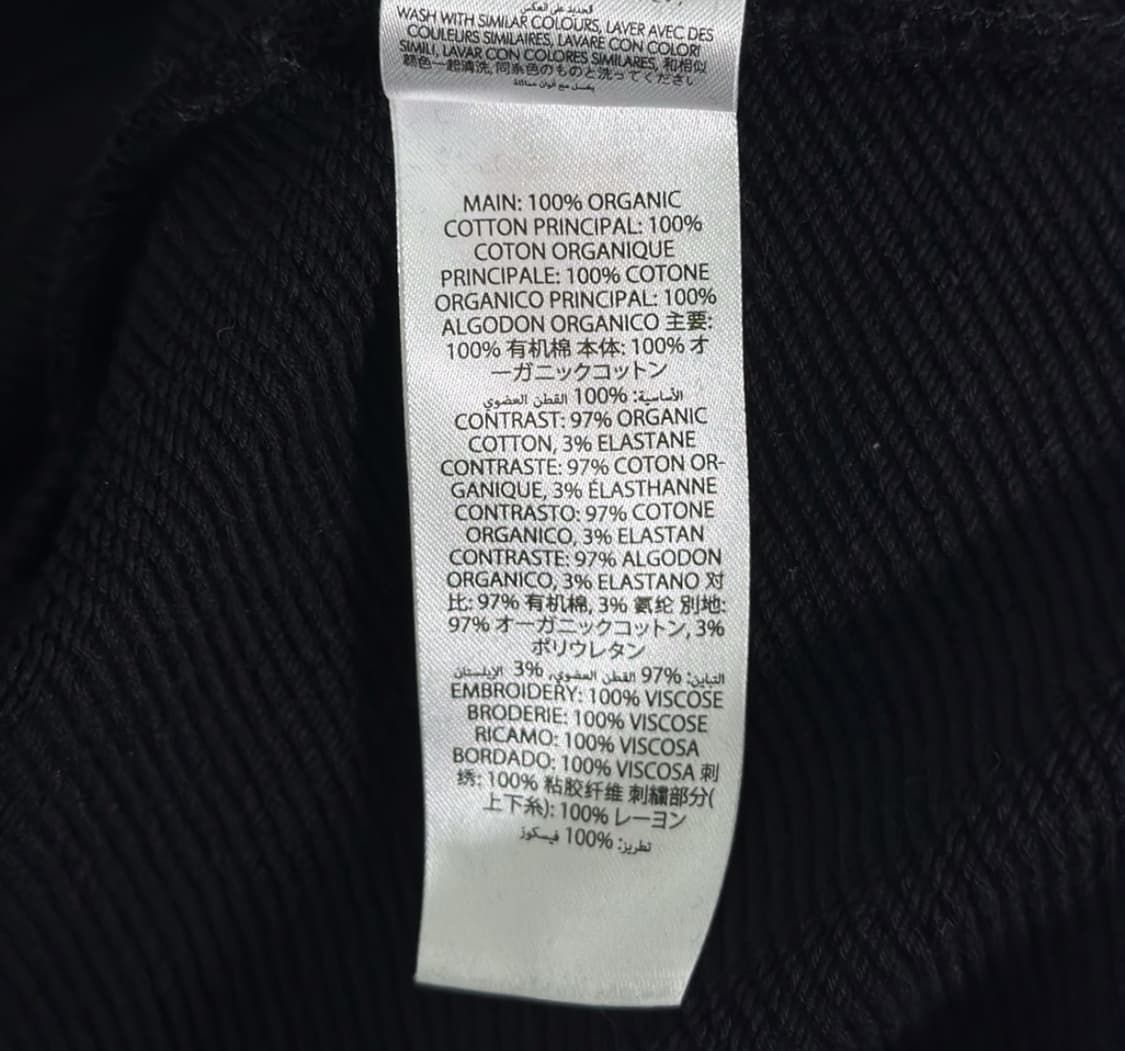 الحديد على العكس
WASH WITH SIMILAR COLOURS, LAVER AVEC DES
COULEURS SIMILAIRES, LAVARE CON COLORI
SIMILI, LAVAR CON COLORES SIMILARES, 和相似
颜色一起清洗, 同系色のものと洗ってください
يغسل مع ألوان مماثلة
MAIN: 100% ORGANIC
COTTON PRINCIPAL: 100%
COTON ORGANIQUE
PRINCIPALE: 100% COTONE
ORGANICO PRINCIPAL: 100%
ALGODON ORGANICO 主要:
100% 有机棉 本体: 100% オ
ーガニックコットン
الأساسية: 100% القطن العضوي
CONTRAST: 97% ORGANIC
COTTON, 3% ELASTANE
CONTRASTE: 97% COTON OR-
GANIQUE, 3% ÉLASTHANNE
CONTRASTO: 97% COTONE
ORGANICO, 3% ELASTAN
CONTRASTE: 97% ALGODON
ORGANICO, 3% ELASTANO 对
比: 97% 有机棉, 3% 氨纶 別地:
97% オーガニックコットン, 3%
ポリウレタン
التباين: 97% القطن العضوي, 3% الإيلستان
EMBROIDERY: 100% VISCOSE
BRODERIE: 100% VISCOSE
RICAMO: 100% VISCOSA
BORDADO: 100% VISCOSA 刺
绣: 100% 粘胶纤维 刺繍部分(
上下糸): 100% レーヨン
تطريز: 100% فيسكوز